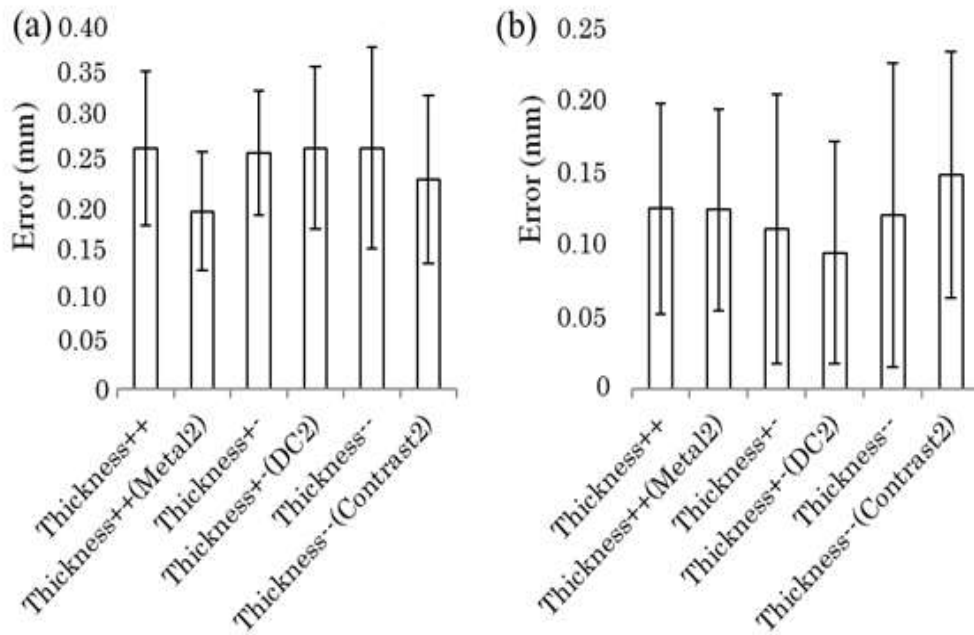 (a)
Error (mm)
0.40
0.35
0.30
0.25
0.20
0.15
0.10
0.05
0
Thickness++
Thickness++(Metal2)
Thickness+-
Thickness+-(DC2)
Thickness--
Thickness--(Contrast2)
(b)
Error (mm)
0.25
0.20
0.15
0.10
0.05
0
Thickness++
Thickness++(Metal2)
Thickness+-
Thickness+-(DC2)
Thickness--
Thickness--(Contrast2)